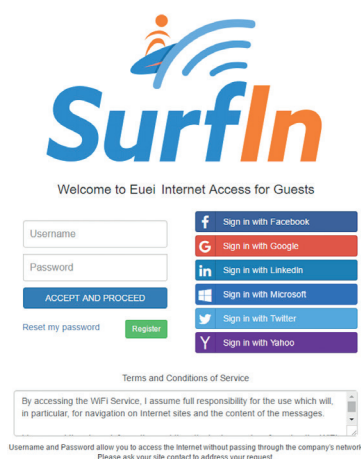 SurfIn
Welcome to Euei Internet Access for Guests
Username
Password
ACCEPT AND PROCEED
Reset my password
Register
Sign in with Facebook
Sign in with Google
Sign in with LinkedIn
Sign in with Microsoft
Sign in with Twitter
Sign in with Yahoo
Terms and Conditions of Service
By accessing the WiFi Service, I assume full responsibility for the use which will,
in particular, for navigation on Internet sites and the content of the messages.
Username and Password allow you to access the Internet without passing through the company's network
Please ask your site contact to address your request